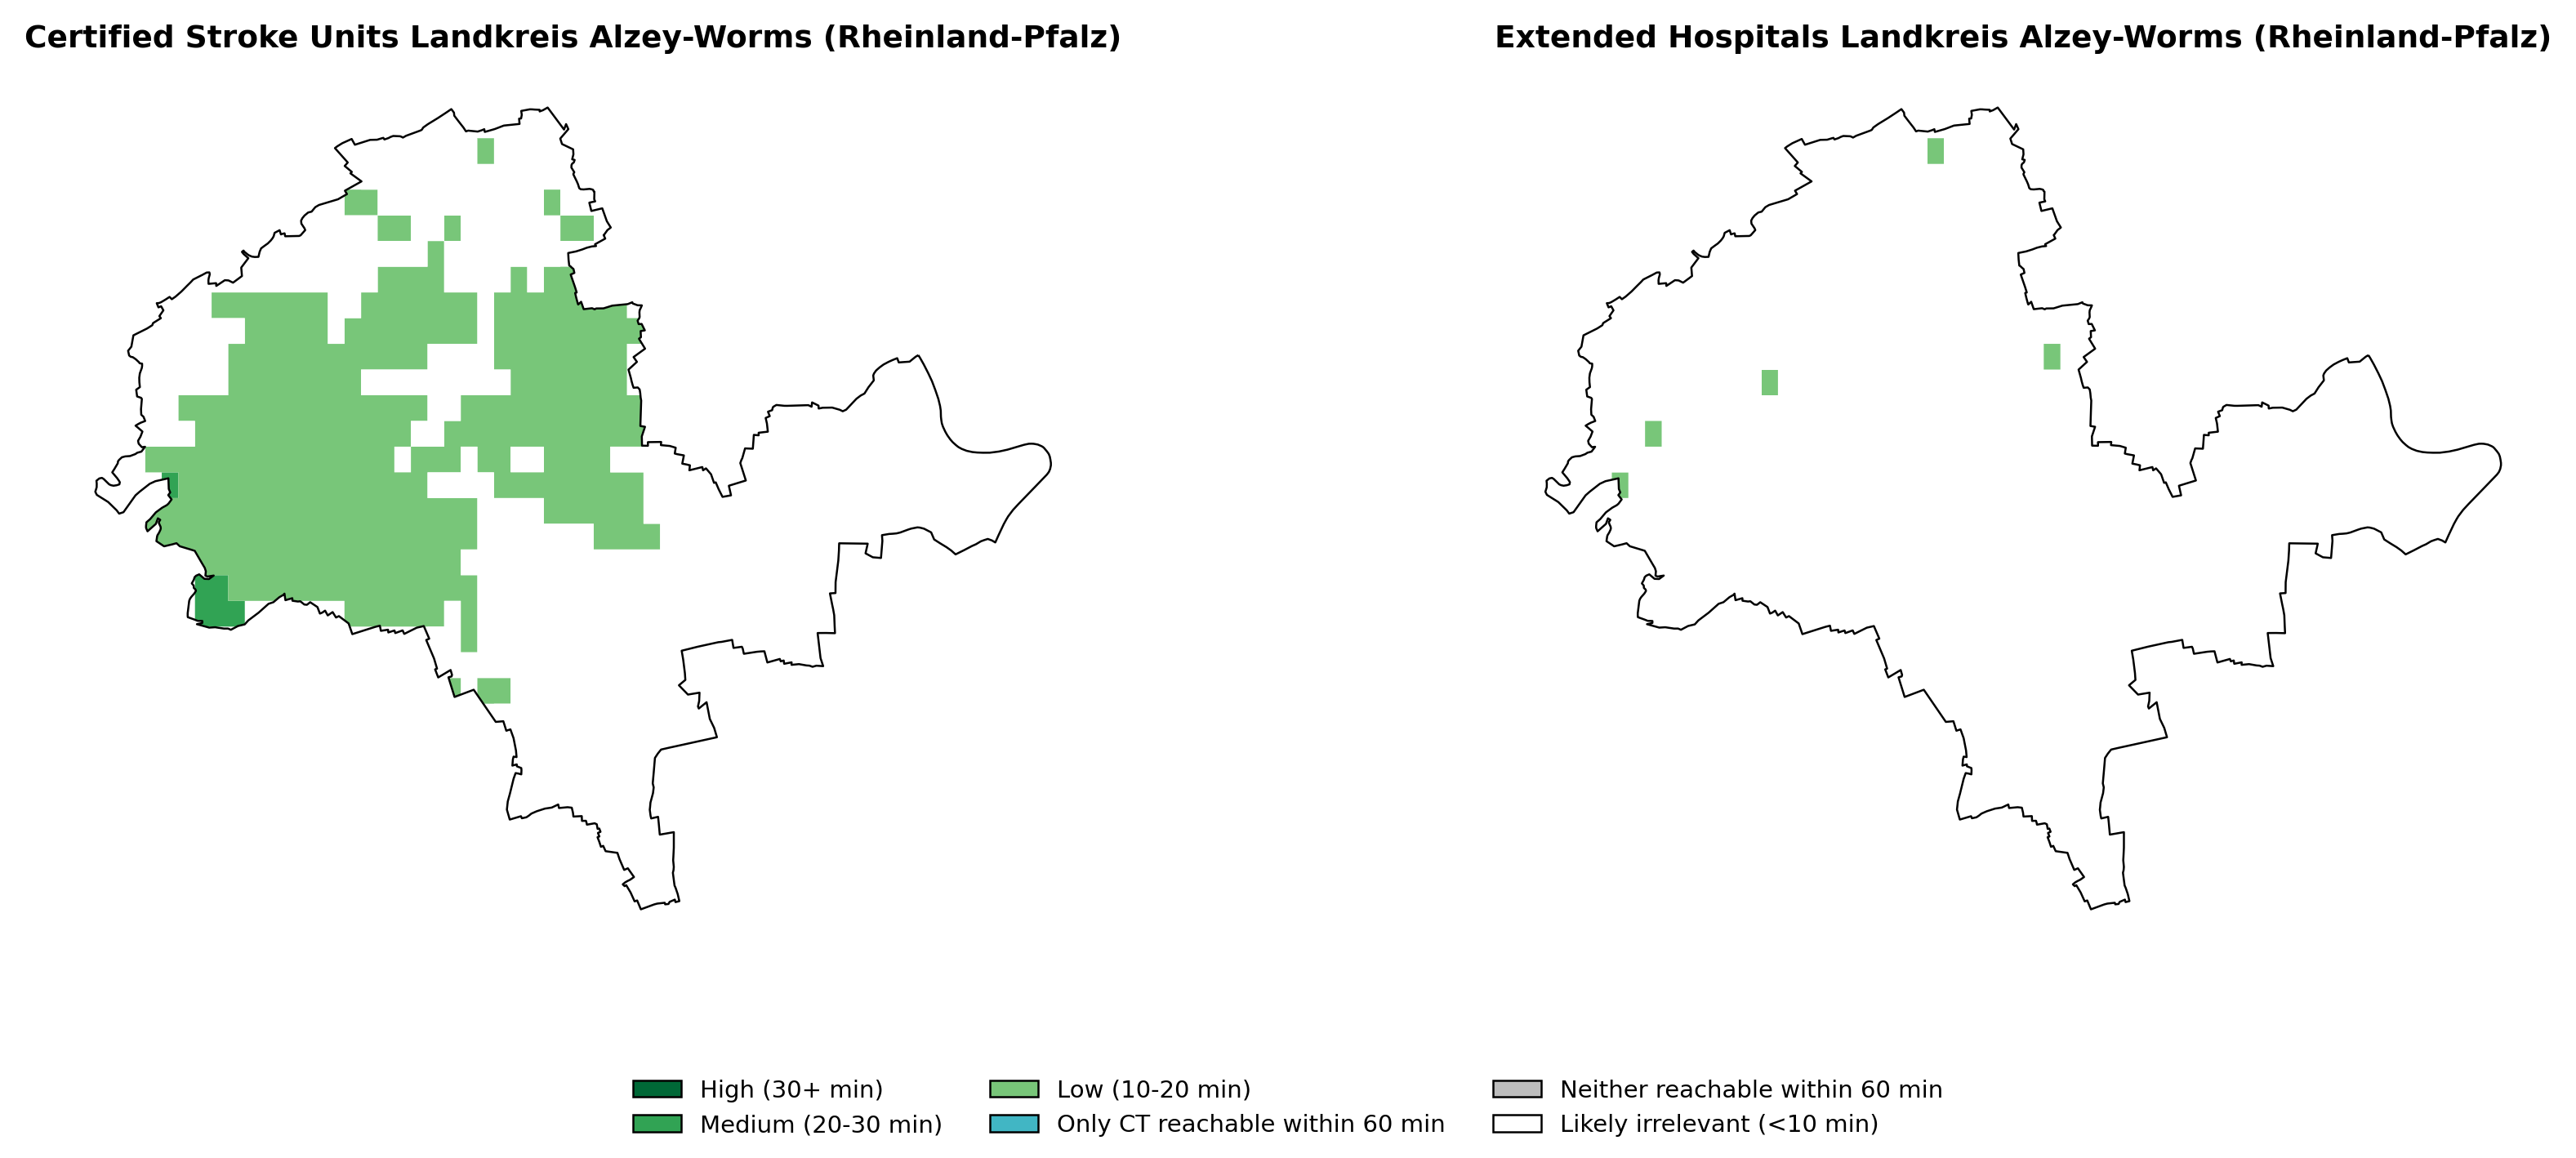 Certified Stroke Units Landkreis Alzey-Worms (Rheinland-Pfalz)
Extended Hospitals Landkreis Alzey-Worms (Rheinland-Pfalz)
High (30+ min)
Medium (20-30 min)
Low (10-20 min)
Only CT reachable within 60 min
Neither reachable within 60 min
Likely irrelevant (<10 min)